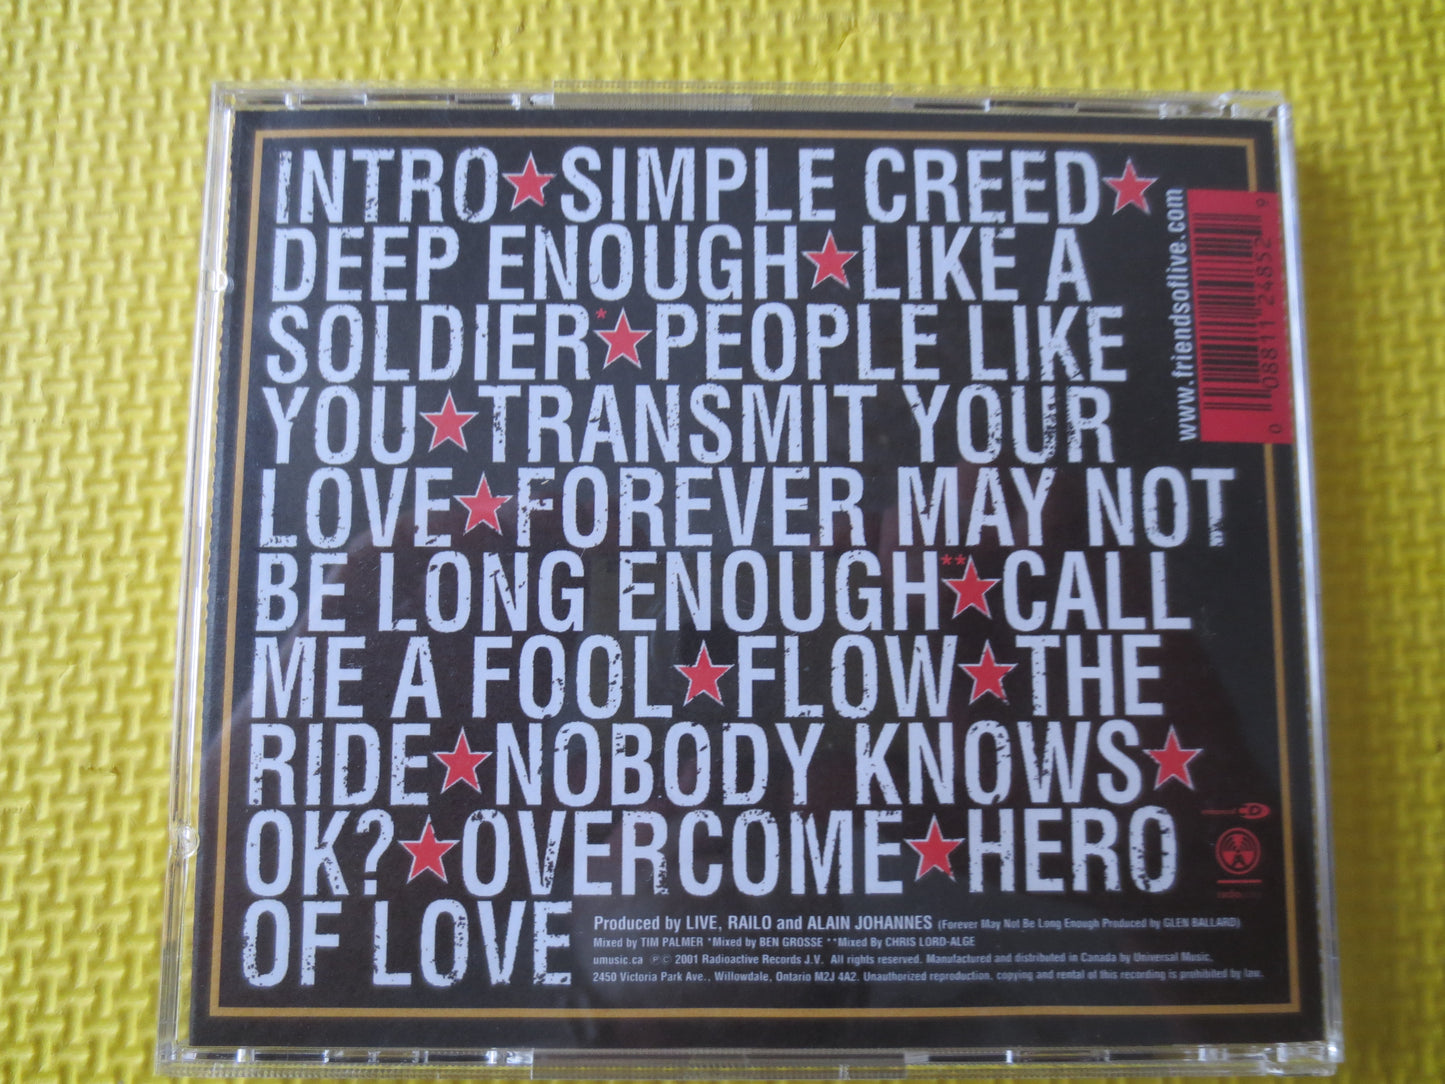 INTRO★SIMPLE CREED★
DEEP ENOUGH★LIKE A
SOLDIER*★PEOPLE LIKE
YOU★TRANSMIT YOUR
LOVE★FOREVER MAY NOT
BE LONG ENOUGH**★CALL
ME A FOOL★FLOW★THE
RIDE★NOBODY KNOWS★
OK?★OVERCOME★HERO
OF LOVE
Produced by LIVE, RAILO and ALAIN JOHANNES (Forever May Not Be Long Enough Produced by GLEN BALLARD)
Mixed by TIM PALMER *Mixed by BEN GROSSE **Mixed By CHRIS LORD-ALGE
umusic.ca ℗© 2001 Radioactive Records J.V. All rights reserved. Manufactured and distributed in Canada by Universal Music,
2450 Victoria Park Ave., Willowdale, Ontario M2J 4A2. Unauthorized reproduction, copying and rental of this recording is prohibited by law.
www.friendsoflive.com
0 08811 24852 9